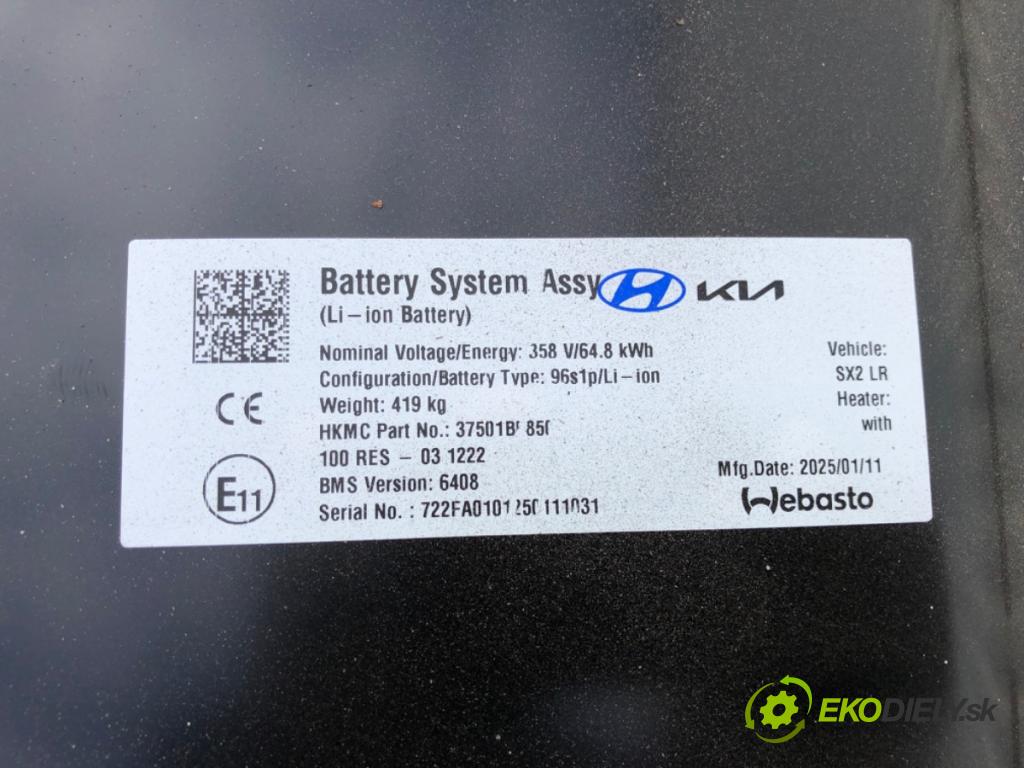 Battery System Assy
KIA
(Li-ion Battery)
Nominal Voltage/Energy: 358 V/64.8 kWh
Configuration/Battery Type: 96s1p/Li-ion
Weight: 419 kg
HKMC Part No.:
100 RES - 03 1222
BMS Version: 6408
Serial No. :
Vehicle:
SX2 LR
Heater:
with
Mfg.Date: 2025/01/11
Webasto
CE
E11
EKODIELY.sk